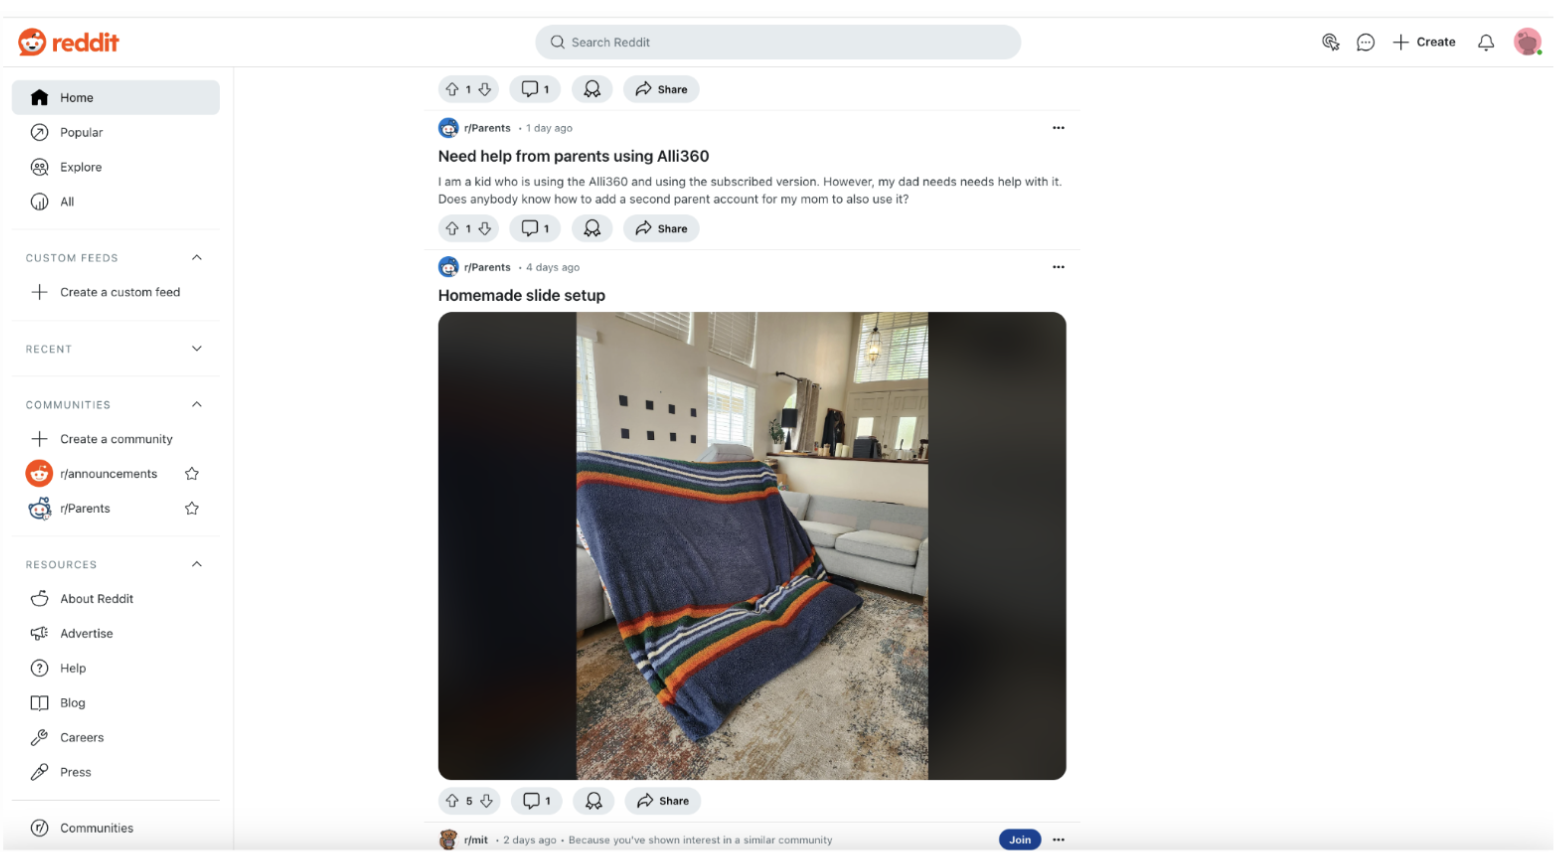 reddit
Search Reddit
Create
Home
Popular
Explore
All
CUSTOM FEEDS
Create a custom feed
RECENT
COMMUNITIES
Create a community
r/announcements
r/Parents
RESOURCES
About Reddit
Advertise
Help
Blog
Careers
Press
Communities
1 1 Share
r/Parents • 1 day ago
Need help from parents using Alli360
I am a kid who is using the Alli360 and using the subscribed version. However, my dad needs needs help with it.
Does anybody know how to add a second parent account for my mom to also use it?
1 1 Share
r/Parents • 4 days ago
Homemade slide setup
5 1 Share
r/mit • 2 days ago • Because you've shown interest in a similar community Join